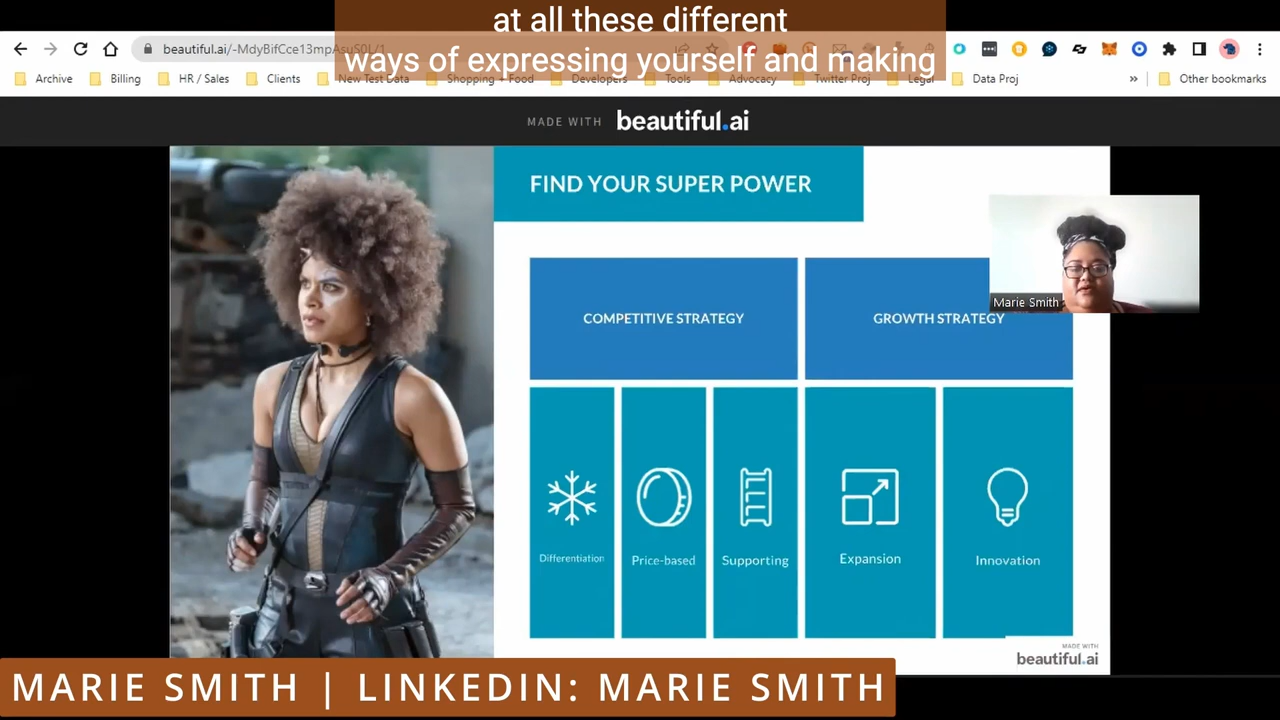 at all these different
ways of expressing yourself and making
beautiful.ai/-MdyBifCce13mpAsuS0L/1
Archive
Billing
HR / Sales
Clients
New Test Data
Shopping + Food
Developers
Tools
Advocacy
Twitter Proj
Legal
Data Proj
»
Other bookmarks
MADE WITH beautiful.ai
FIND YOUR SUPER POWER
Marie Smith
COMPETITIVE STRATEGY
GROWTH STRATEGY
Differentiation
Price-based
Supporting
Expansion
Innovation
MADE WITH
beautiful.ai
MARIE SMITH | LINKEDIN: MARIE SMITH